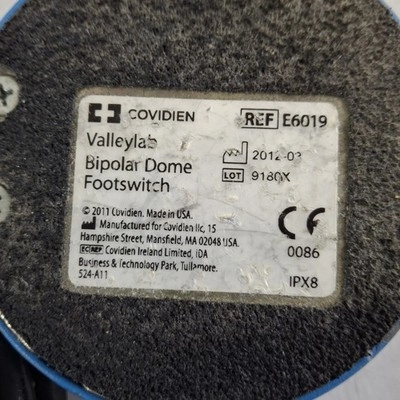 COVIDIEN
REF E6019
Valleylab
Bipolar Dome
Footswitch
2012-03
LOT 9180X
© 2011 Covidien. Made in USA.
Manufactured for Covidien llc, 15
Hampshire Street, Mansfield, MA 02048 USA.
EC REP Covidien Ireland Limited, IDA
Business & Technology Park, Tullamore.
524-A11
CE
0086
IPX8